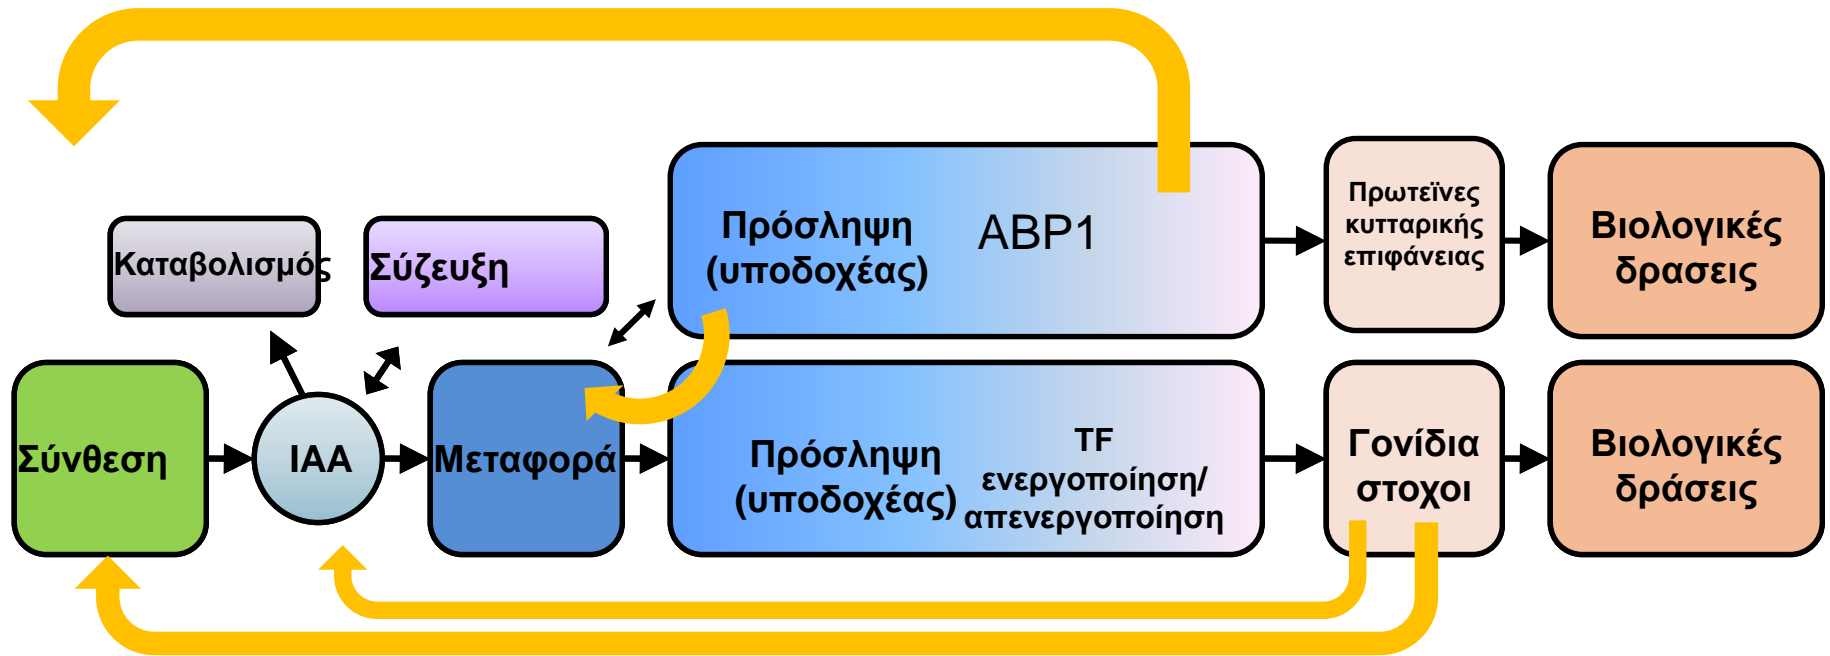 Πρόσληψη
(υποδοχέας)
ABP1
Πρωτεϊνες
κυτταρικής
επιφάνειας
Βιολογικές
δρασεις
Καταβολισμός
Σύζευξη
Σύνθεση
IAA
Μεταφορά
Πρόσληψη
(υποδοχέας)
TF
ενεργοποίηση/
απενεργοποίηση
Γονίδια
στοχοι
Βιολογικές
δράσεις